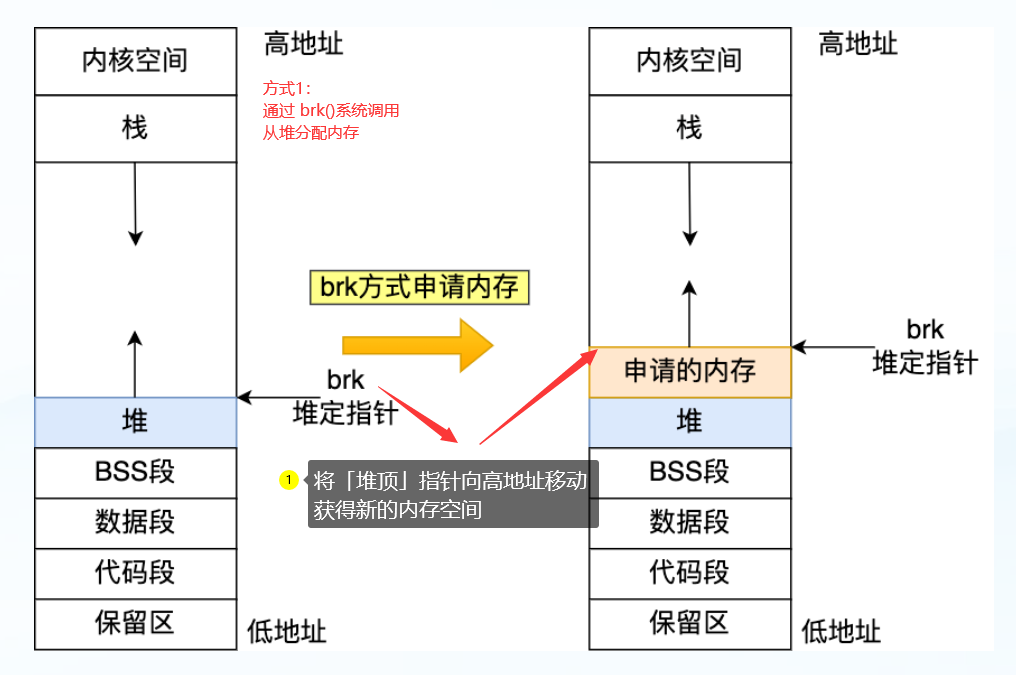 内核空间
高地址
栈
方式1：
通过 brk()系统调用
从堆分配内存
brk方式申请内存
brk
堆定指针
堆
BSS段
数据段
代码段
保留区
低地址
1
将「堆顶」指针向高地址移动
获得新的内存空间
内核空间
高地址
栈
申请的内存
brk
堆定指针
堆
BSS段
数据段
代码段
保留区
低地址